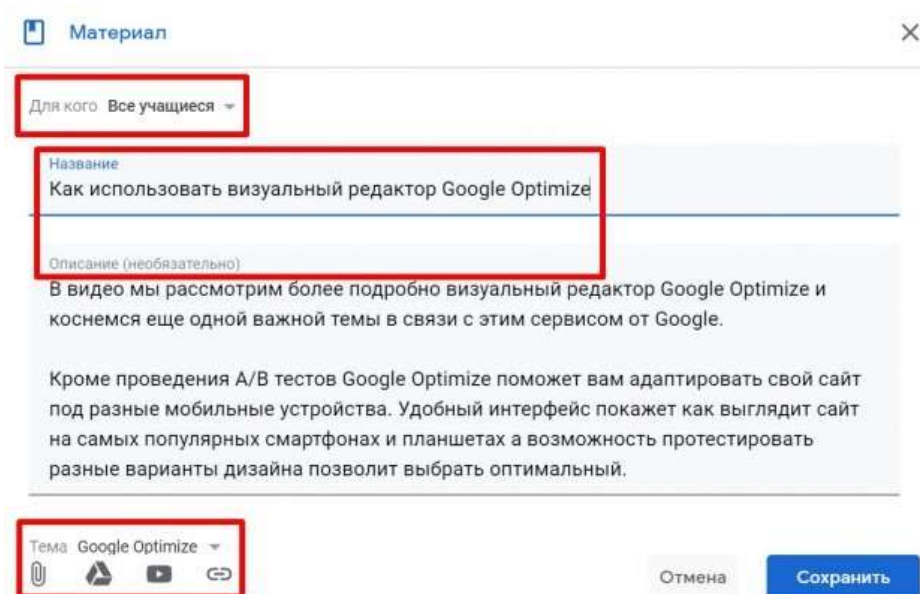 Материал
Для кого Все учащиеся
Название
Как использовать визуальный редактор Google Optimize
Описание (необязательно)
В видео мы рассмотрим более подробно визуальный редактор Google Optimize и
коснемся еще одной важной темы в связи с этим сервисом от Google.
Кроме проведения А/В тестов Google Optimize поможет вам адаптировать свой сайт
под разные мобильные устройства. Удобный интерфейс покажет как выглядит сайт
на самых популярных смартфонах и планшетах а возможность протестировать
разные варианты дизайна позволит выбрать оптимальный.
Тема Google Optimize
Отмена Сохранить